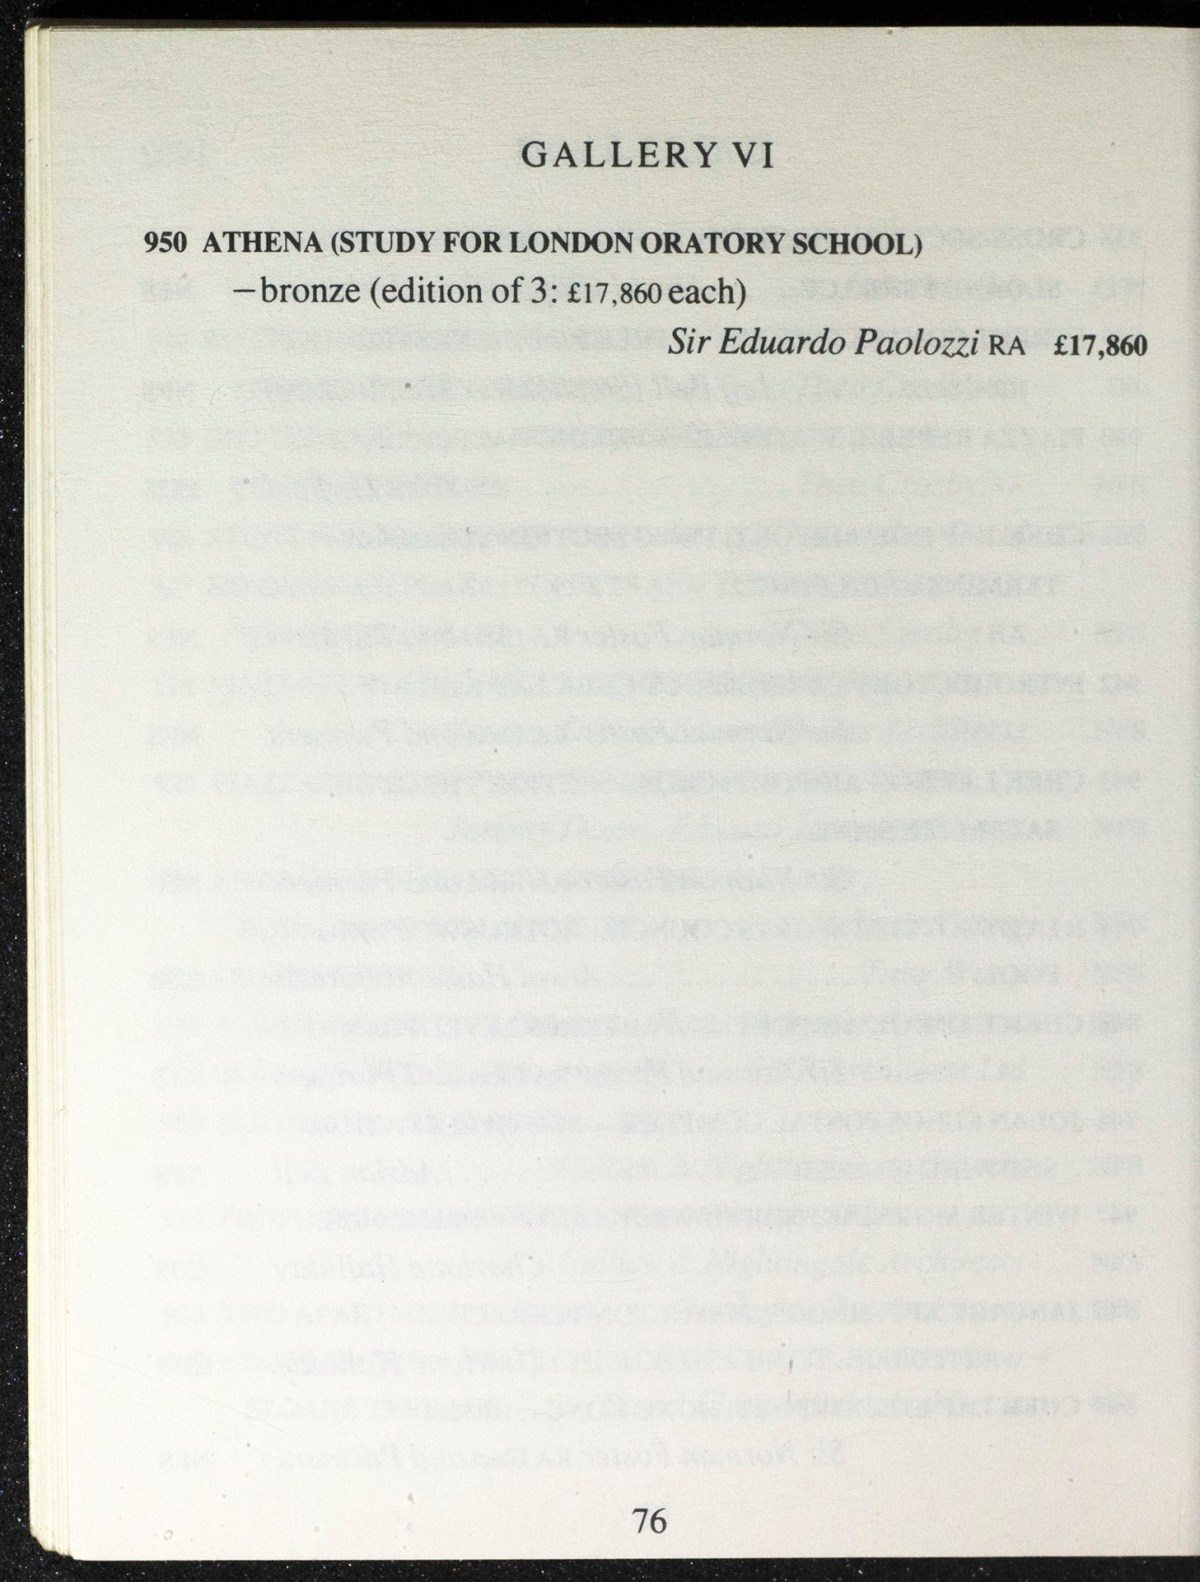 GALLERY VI
950 ATHENA (STUDY FOR LONDON ORATORY SCHOOL)
—bronze (edition of 3: £17,860 each)
Sir Eduardo Paolozzi RA £17,860
76